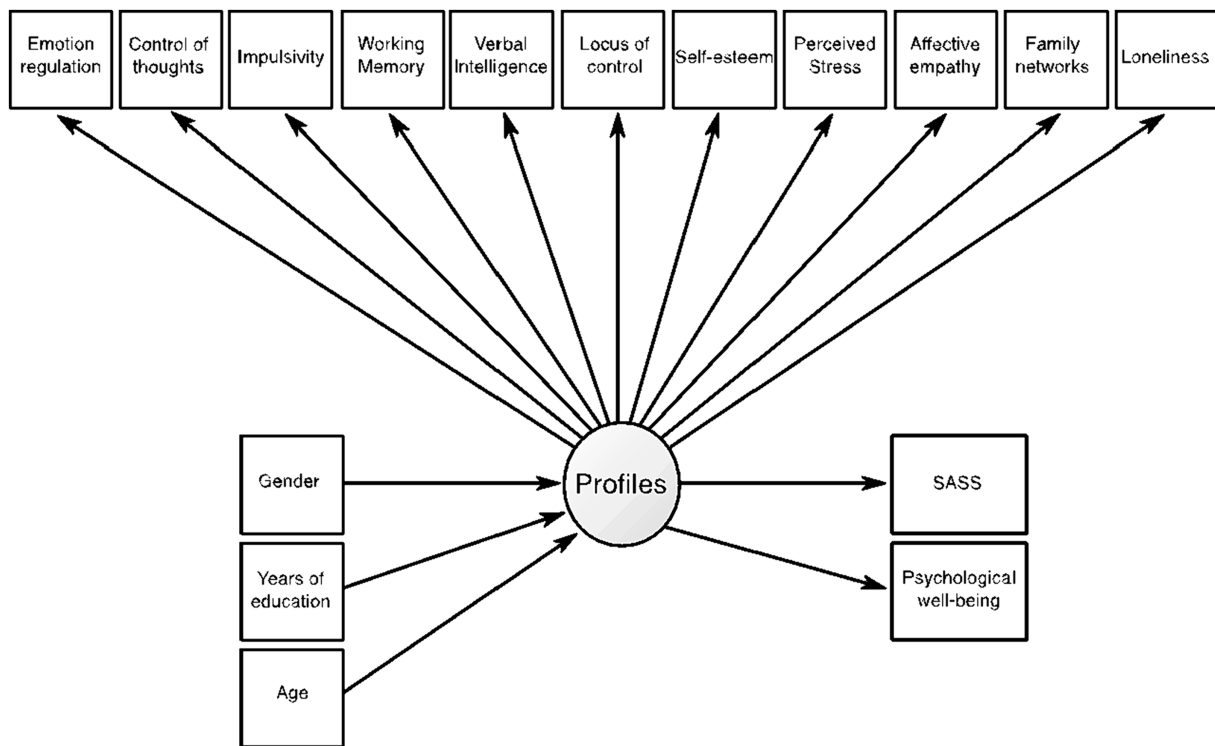 Emotion
regulation
Control of
thoughts
Impulsivity
Working
Memory
Verbal
Intelligence
Locus of
control
Self-esteem
Perceived
Stress
Affective
empathy
Family
networks
Loneliness
Gender
Profiles
SASS
Years of
education
Psychological
well-being
Age